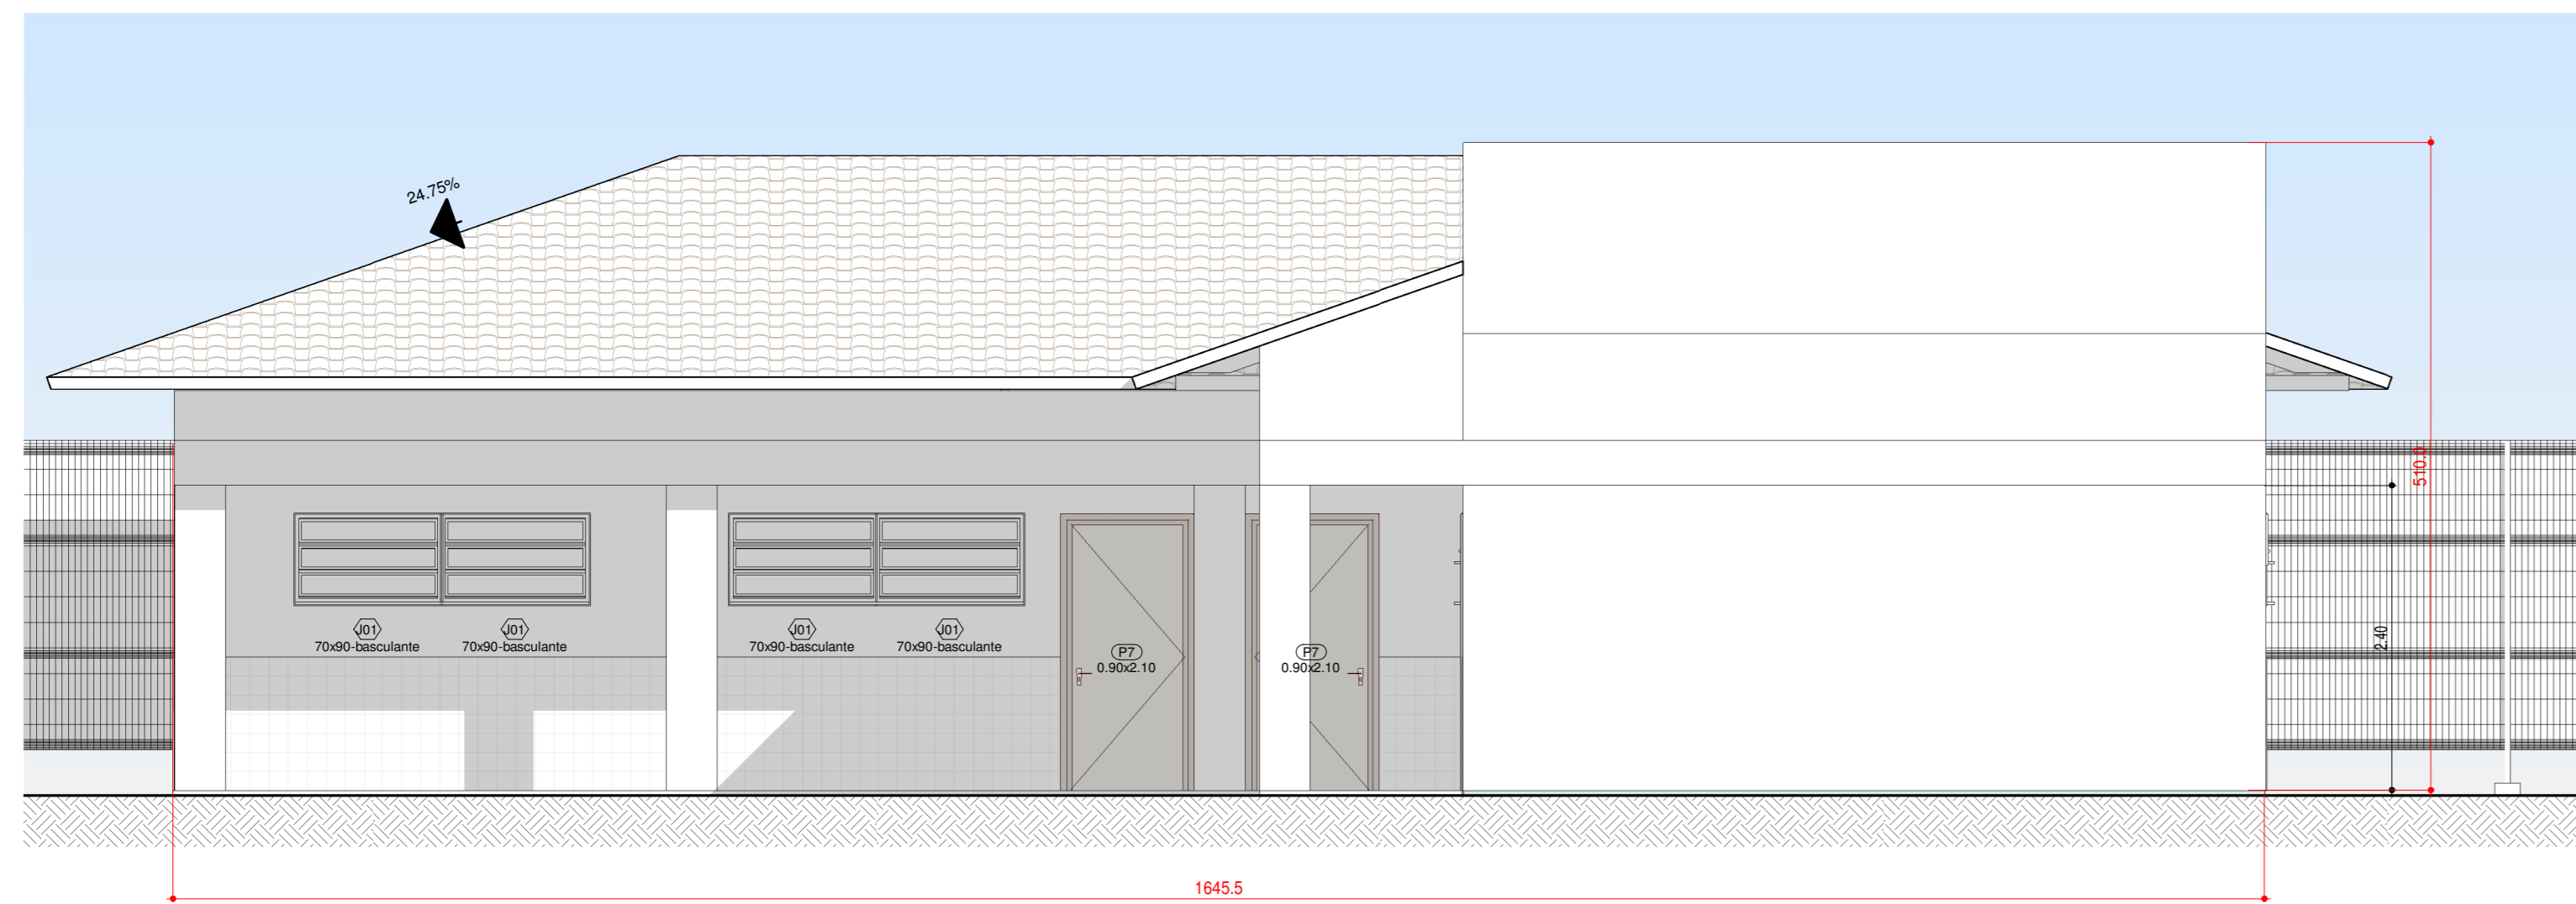 24.75%
510.0
J01
70x90-basculante
J01
70x90-basculante
J01
70x90-basculante
J01
70x90-basculante
P7
0.90x2.10
P7
0.90x2.10
2.40
1645.5